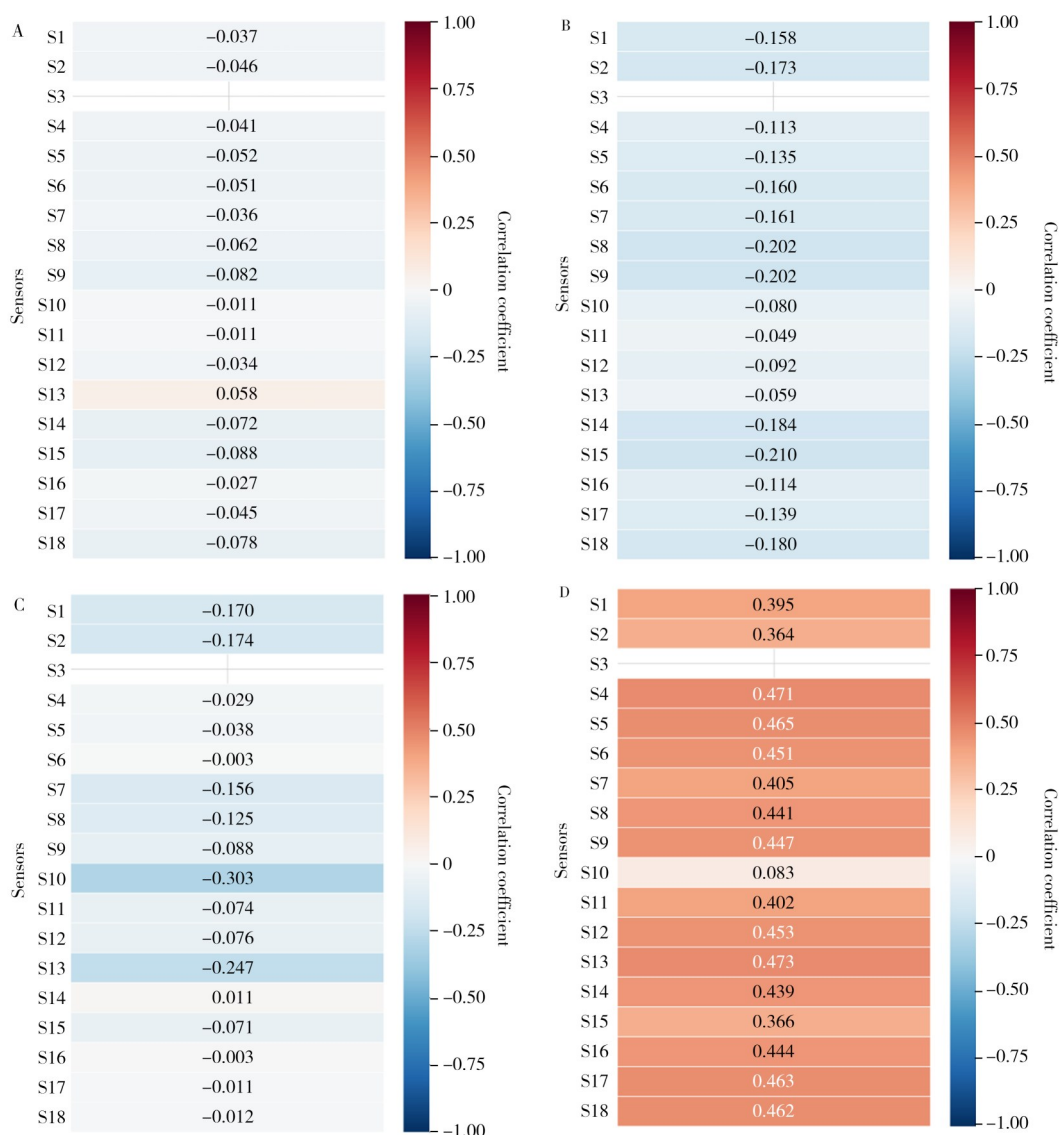 A
S1 −0.037
S2 −0.046
S3
S4 −0.041
S5 −0.052
S6 −0.051
S7 −0.036
S8 −0.062
S9 −0.082
S10 −0.011
S11 −0.011
S12 −0.034
S13 0.058
S14 −0.072
S15 −0.088
S16 −0.027
S17 −0.045
S18 −0.078
Sensors
1.00
0.75
0.50
0.25
0
−0.25
−0.50
−0.75
−1.00
Correlation coefficient
B
S1 −0.158
S2 −0.173
S3
S4 −0.113
S5 −0.135
S6 −0.160
S7 −0.161
S8 −0.202
S9 −0.202
S10 −0.080
S11 −0.049
S12 −0.092
S13 −0.059
S14 −0.184
S15 −0.210
S16 −0.114
S17 −0.139
S18 −0.180
Sensors
1.00
0.75
0.50
0.25
0
−0.25
−0.50
−0.75
−1.00
Correlation coefficient
C
S1 −0.170
S2 −0.174
S3
S4 −0.029
S5 −0.038
S6 −0.003
S7 −0.156
S8 −0.125
S9 −0.088
S10 −0.303
S11 −0.074
S12 −0.076
S13 −0.247
S14 0.011
S15 −0.071
S16 −0.003
S17 −0.011
S18 −0.012
Sensors
1.00
0.75
0.50
0.25
0
−0.25
−0.50
−0.75
−1.00
Correlation coefficient
D
S1 0.395
S2 0.364
S3
S4 0.471
S5 0.465
S6 0.451
S7 0.405
S8 0.441
S9 0.447
S10 0.083
S11 0.402
S12 0.453
S13 0.473
S14 0.439
S15 0.366
S16 0.444
S17 0.463
S18 0.462
Sensors
1.00
0.75
0.50
0.25
0
−0.25
−0.50
−0.75
−1.00
Correlation coefficient